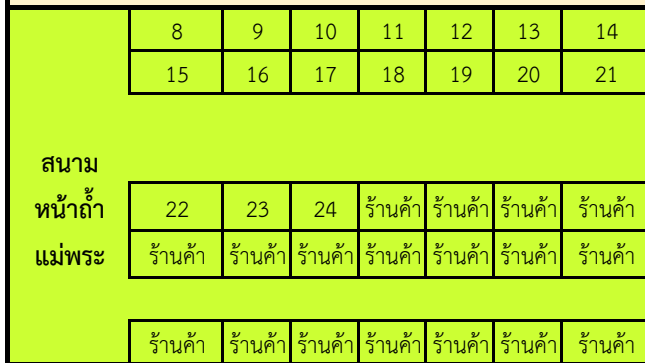 8 9 10 11 12 13 14
15 16 17 18 19 20 21
สนาม
หน้าถ้ำ
แม่พระ
22 23 24 ร้านค้า ร้านค้า ร้านค้า ร้านค้า
ร้านค้า ร้านค้า ร้านค้า ร้านค้า ร้านค้า ร้านค้า ร้านค้า
ร้านค้า ร้านค้า ร้านค้า ร้านค้า ร้านค้า ร้านค้า ร้านค้า